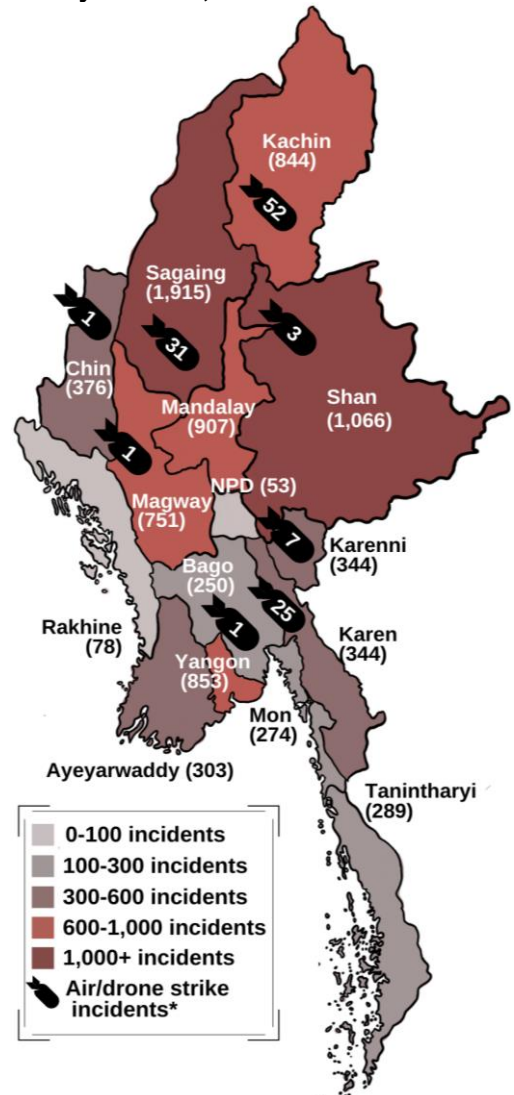 Kachin
(844)
52
Sagaing
(1,915)
1
31
3
Chin
(376)
Mandalay
(907)
Shan
(1,066)
1
NPD (53)
Magway
(751)
7
Karenni
(344)
Bago
(250)
25
1
Rakhine
(78)
Karen
(344)
Yangon
(853)
Mon
(274)
Ayeyarwaddy (303)
Tanintharyi
(289)
0-100 incidents
100-300 incidents
300-600 incidents
600-1,000 incidents
1,000+ incidents
Air/drone strike
incidents*